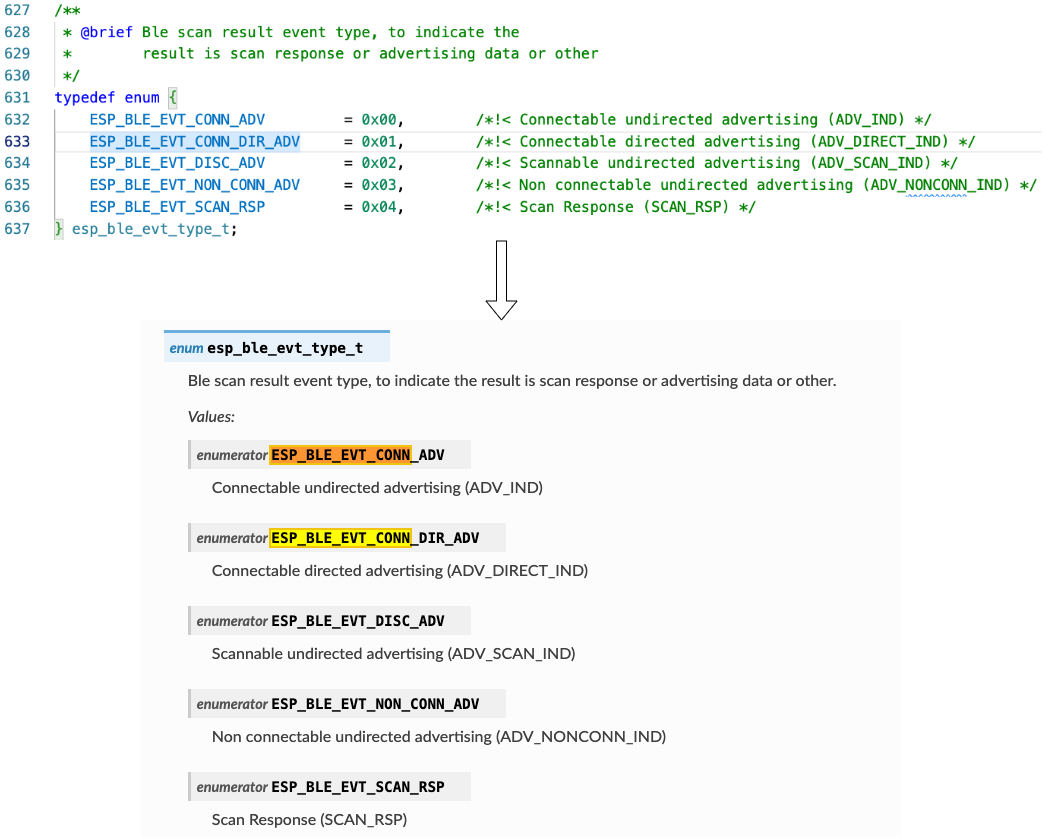 627 /**
628 * @brief Ble scan result event type, to indicate the
629 * result is scan response or advertising data or other
630 */
631 typedef enum {
632 ESP_BLE_EVT_CONN_ADV = 0x00, /*!< Connectable undirected advertising (ADV_IND) */
633 ESP_BLE_EVT_CONN_DIR_ADV = 0x01, /*!< Connectable directed advertising (ADV_DIRECT_IND) */
634 ESP_BLE_EVT_DISC_ADV = 0x02, /*!< Scannable undirected advertising (ADV_SCAN_IND) */
635 ESP_BLE_EVT_NON_CONN_ADV = 0x03, /*!< Non connectable undirected advertising (ADV_NONCONN_IND) */
636 ESP_BLE_EVT_SCAN_RSP = 0x04, /*!< Scan Response (SCAN_RSP) */
637 } esp_ble_evt_type_t;
enum esp_ble_evt_type_t
Ble scan result event type, to indicate the result is scan response or advertising data or other.
Values:
enumerator ESP_BLE_EVT_CONN_ADV
Connectable undirected advertising (ADV_IND)
enumerator ESP_BLE_EVT_CONN_DIR_ADV
Connectable directed advertising (ADV_DIRECT_IND)
enumerator ESP_BLE_EVT_DISC_ADV
Scannable undirected advertising (ADV_SCAN_IND)
enumerator ESP_BLE_EVT_NON_CONN_ADV
Non connectable undirected advertising (ADV_NONCONN_IND)
enumerator ESP_BLE_EVT_SCAN_RSP
Scan Response (SCAN_RSP)